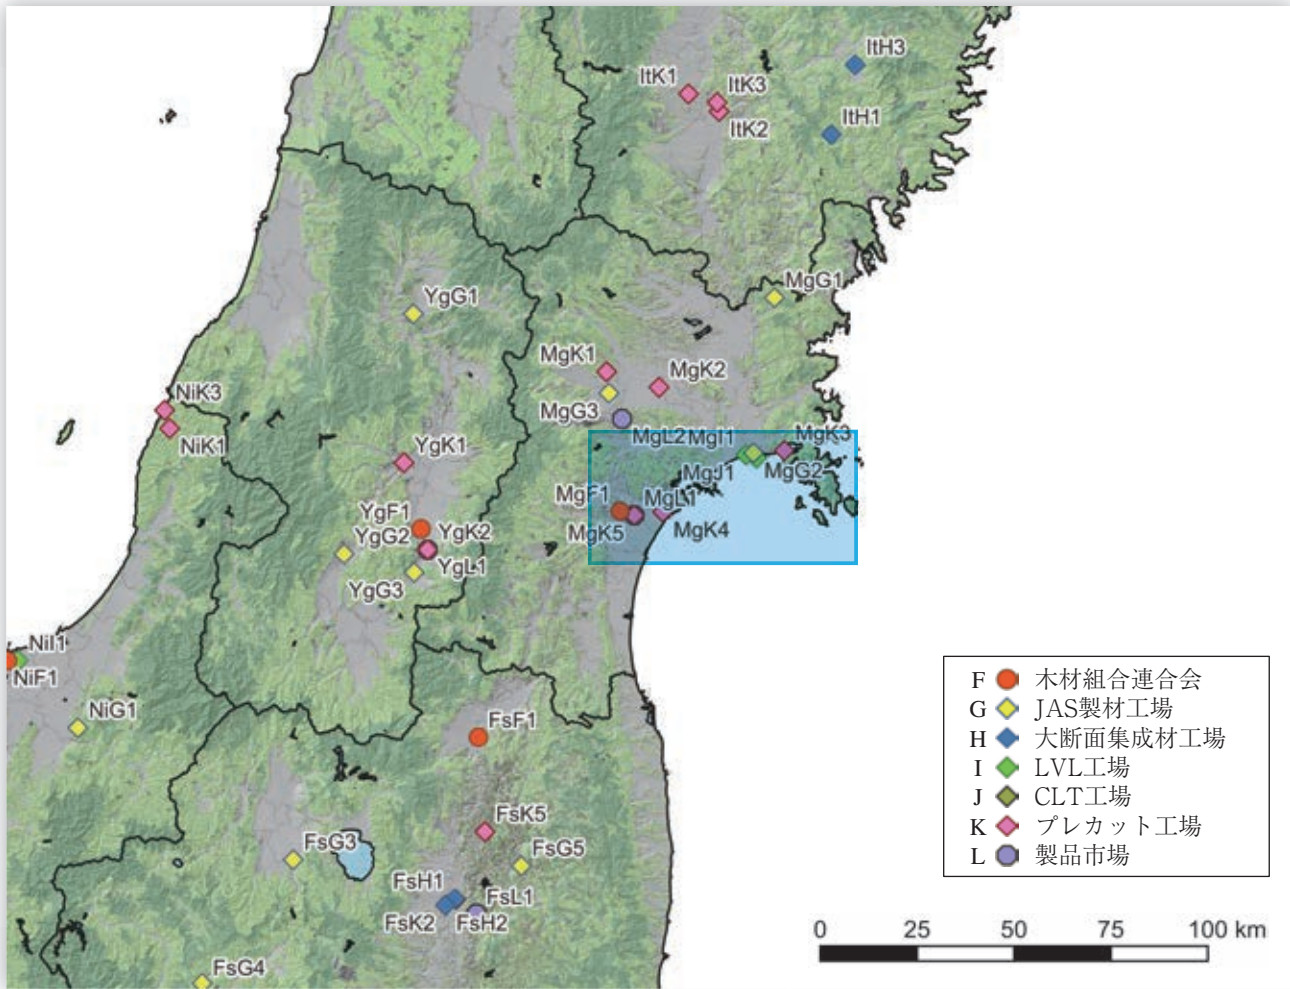 ItH3
ItK1
ItK3
ItH1
ItK2
MgG1
YgG1
MgK1
MgK2
NiK3
MgG3
NiK1
MgL2
MgI1
MgK3
YgK1
MgJ1
MgG2
MgF1
MgL1
YgF1
MgK5
MgK4
YgG2
YgK2
YgL1
YgG3
NiI1
NiF1
NiG1
FsF1
FsK5
FsG3
FsG5
FsH1
FsL1
FsK2
FsH2
FsG4
F 木材組合連合会
G JAS製材工場
H 大断面集成材工場
I LVL工場
J CLT工場
K プレカット工場
L 製品市場
0 25 50 75 100 km